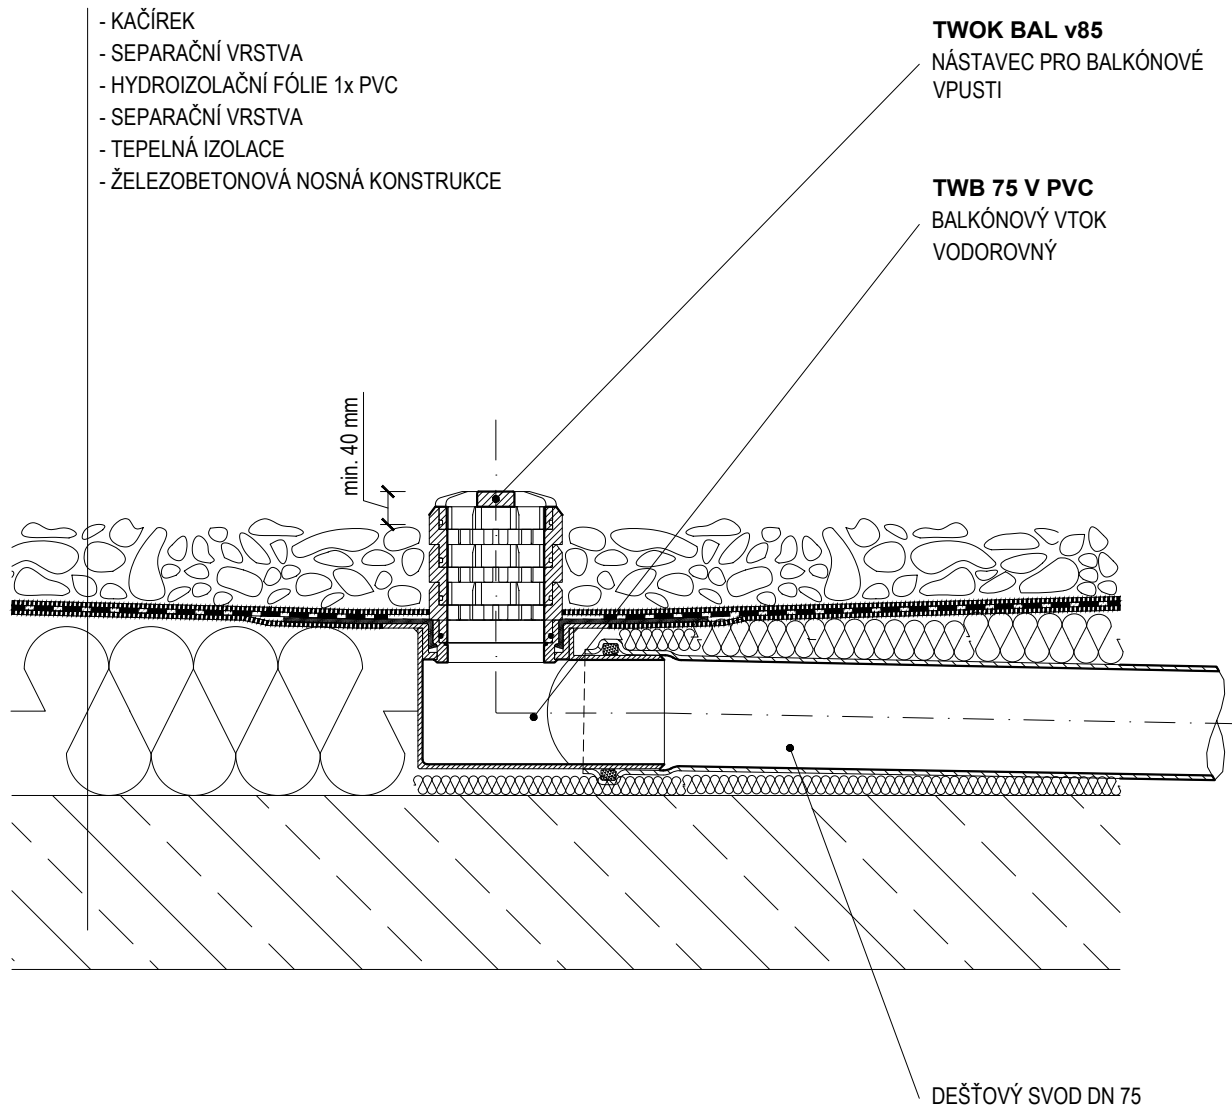 - KAČÍREK
- SEPARAČNÍ VRSTVA
- HYDROIZOLAČNÍ FÓLIE 1x PVC
- SEPARAČNÍ VRSTVA
- TEPELNÁ IZOLACE
- ŽELEZOBETONOVÁ NOSNÁ KONSTRUKCE
TWOK BAL v85
NÁSTAVEC PRO BALKÓNOVÉ
VPUSTI
TWB 75 V PVC
BALKÓNOVÝ VTOK
VODOROVNÝ
min. 40 mm
DEŠŤOVÝ SVOD DN 75